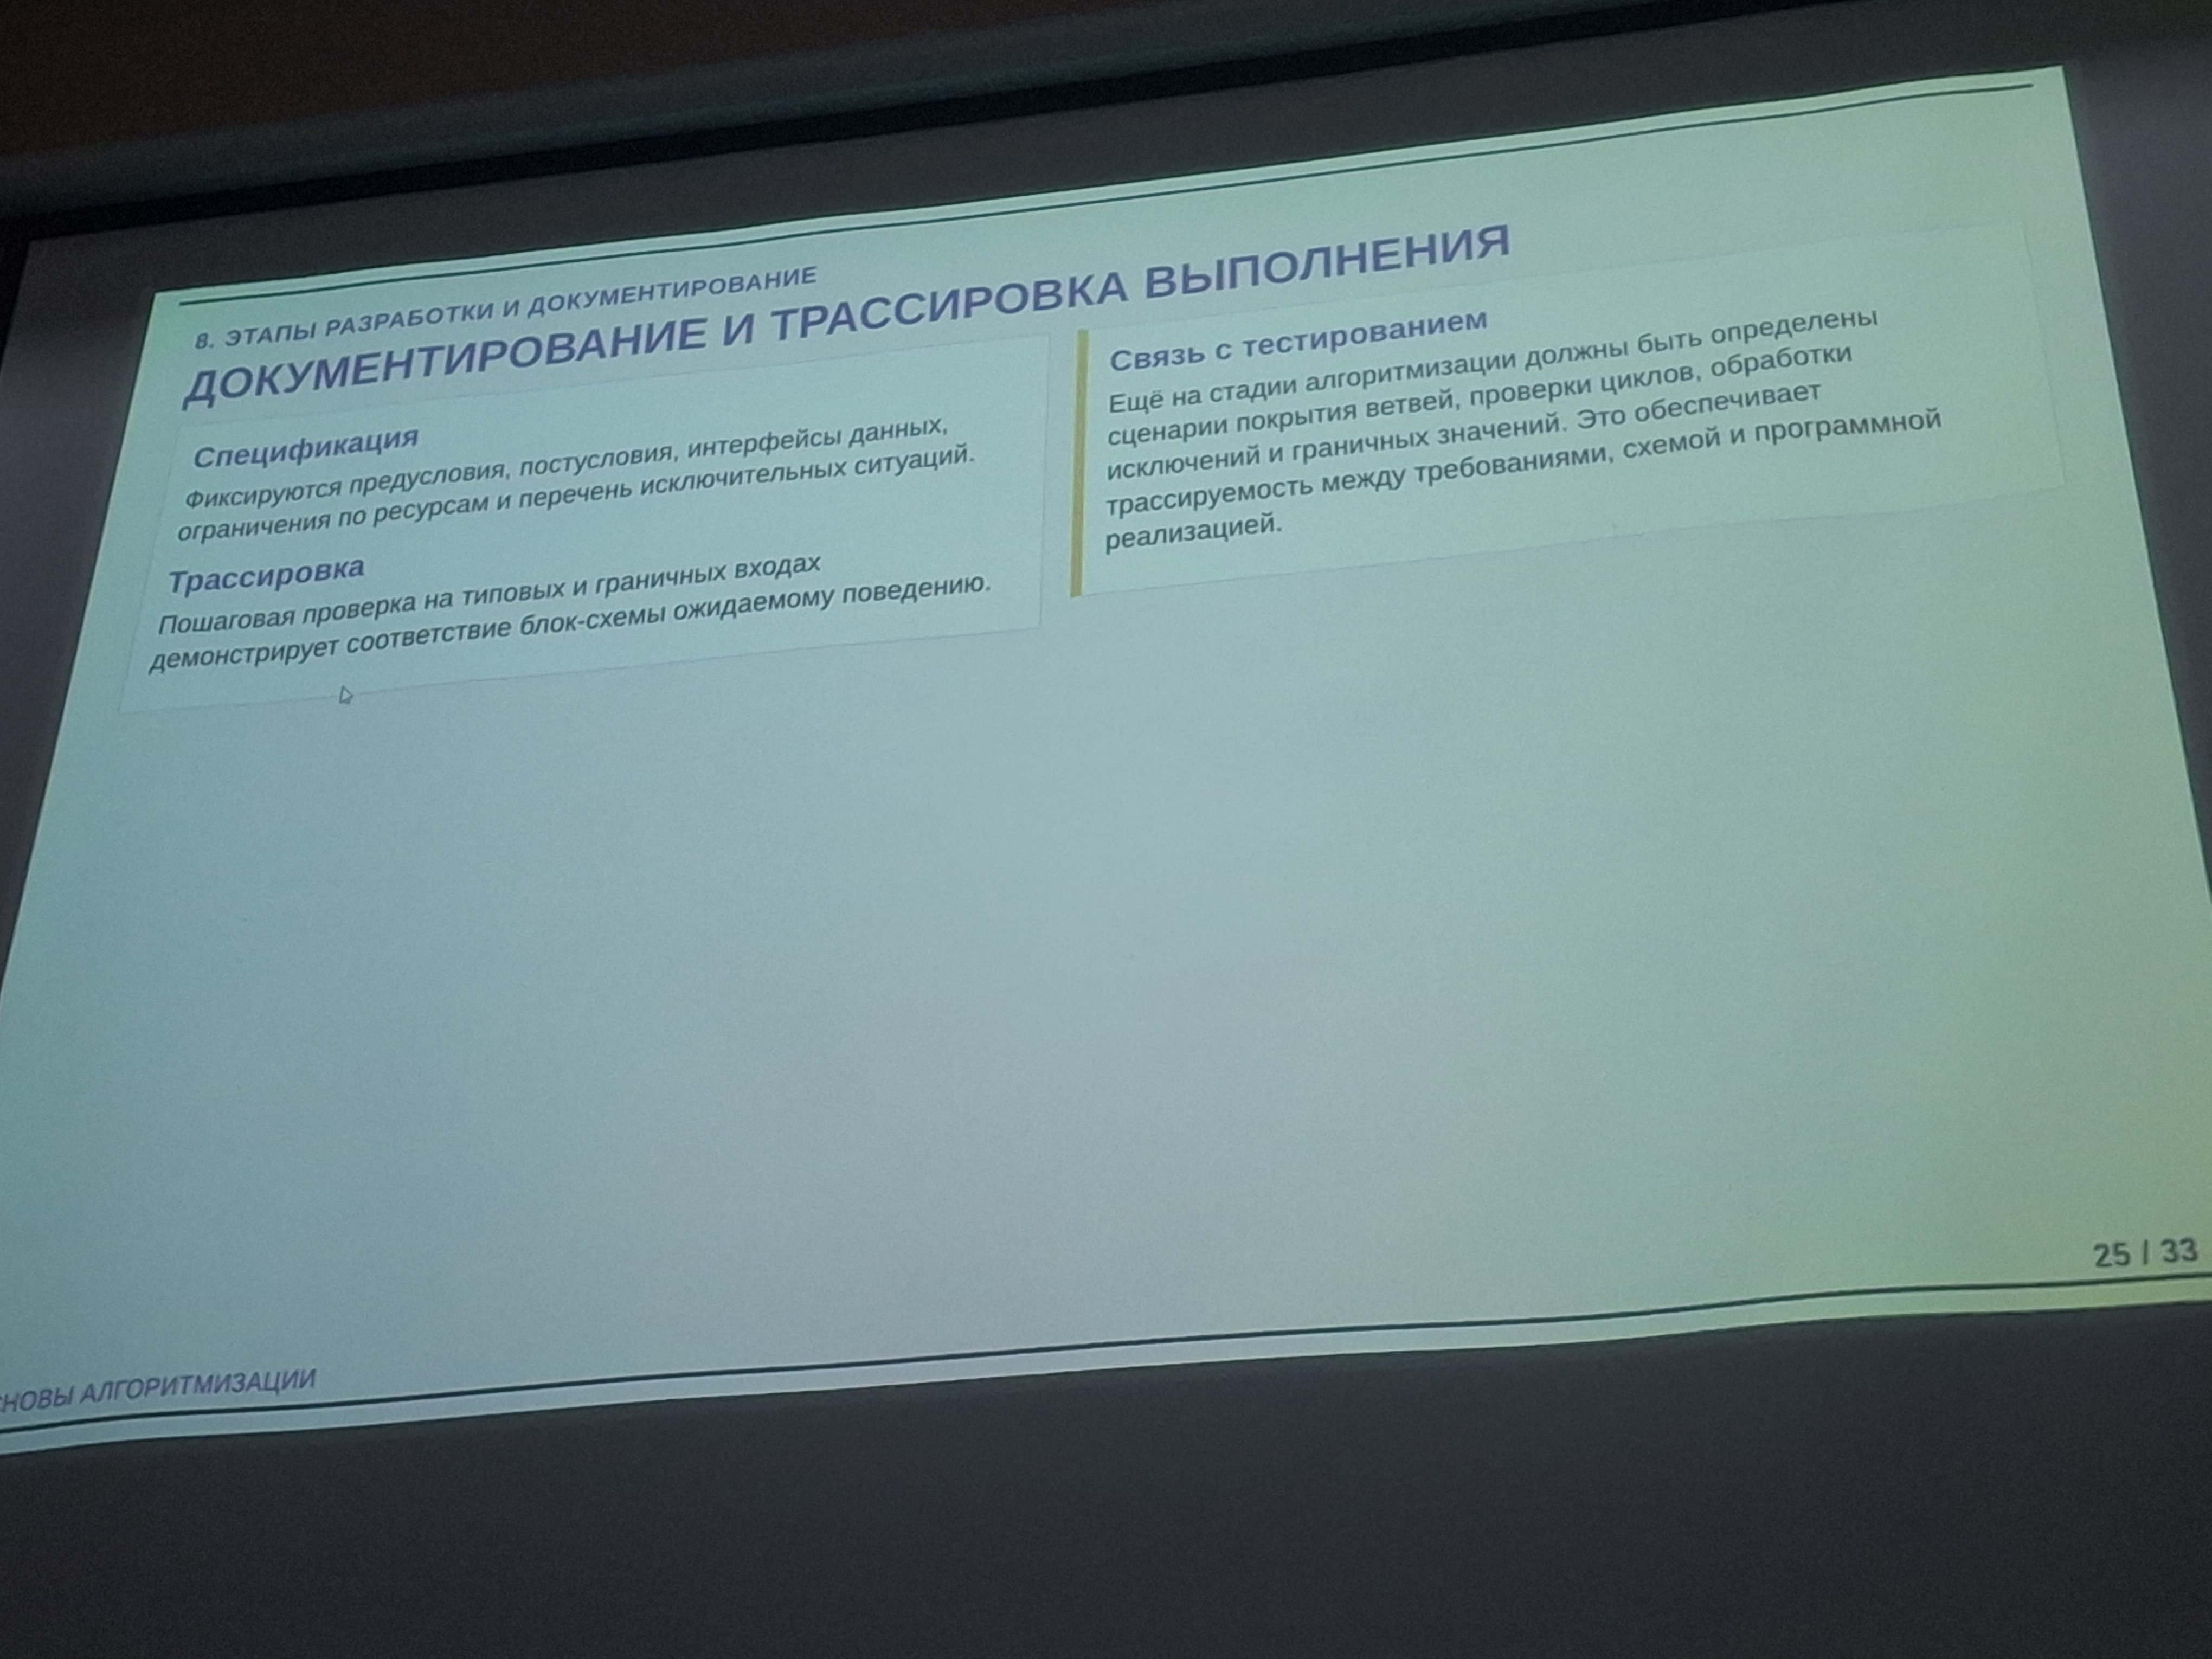 8. ЭТАПЫ РАЗРАБОТКИ И ДОКУМЕНТИРОВАНИЕ
ДОКУМЕНТИРОВАНИЕ И ТРАССИРОВКА ВЫПОЛНЕНИЯ
Спецификация
Фиксируются предусловия, постусловия, интерфейсы данных,
ограничения по ресурсам и перечень исключительных ситуаций.
Трассировка
Пошаговая проверка на типовых и граничных входах
демонстрирует соответствие блок-схемы ожидаемому поведению.
Связь с тестированием
Ещё на стадии алгоритмизации должны быть определены
сценарии покрытия ветвей, проверки циклов, обработки
исключений и граничных значений. Это обеспечивает
трассируемость между требованиями, схемой и программной
реализацией.
25 / 33
СНОВЫ АЛГОРИТМИЗАЦИИ